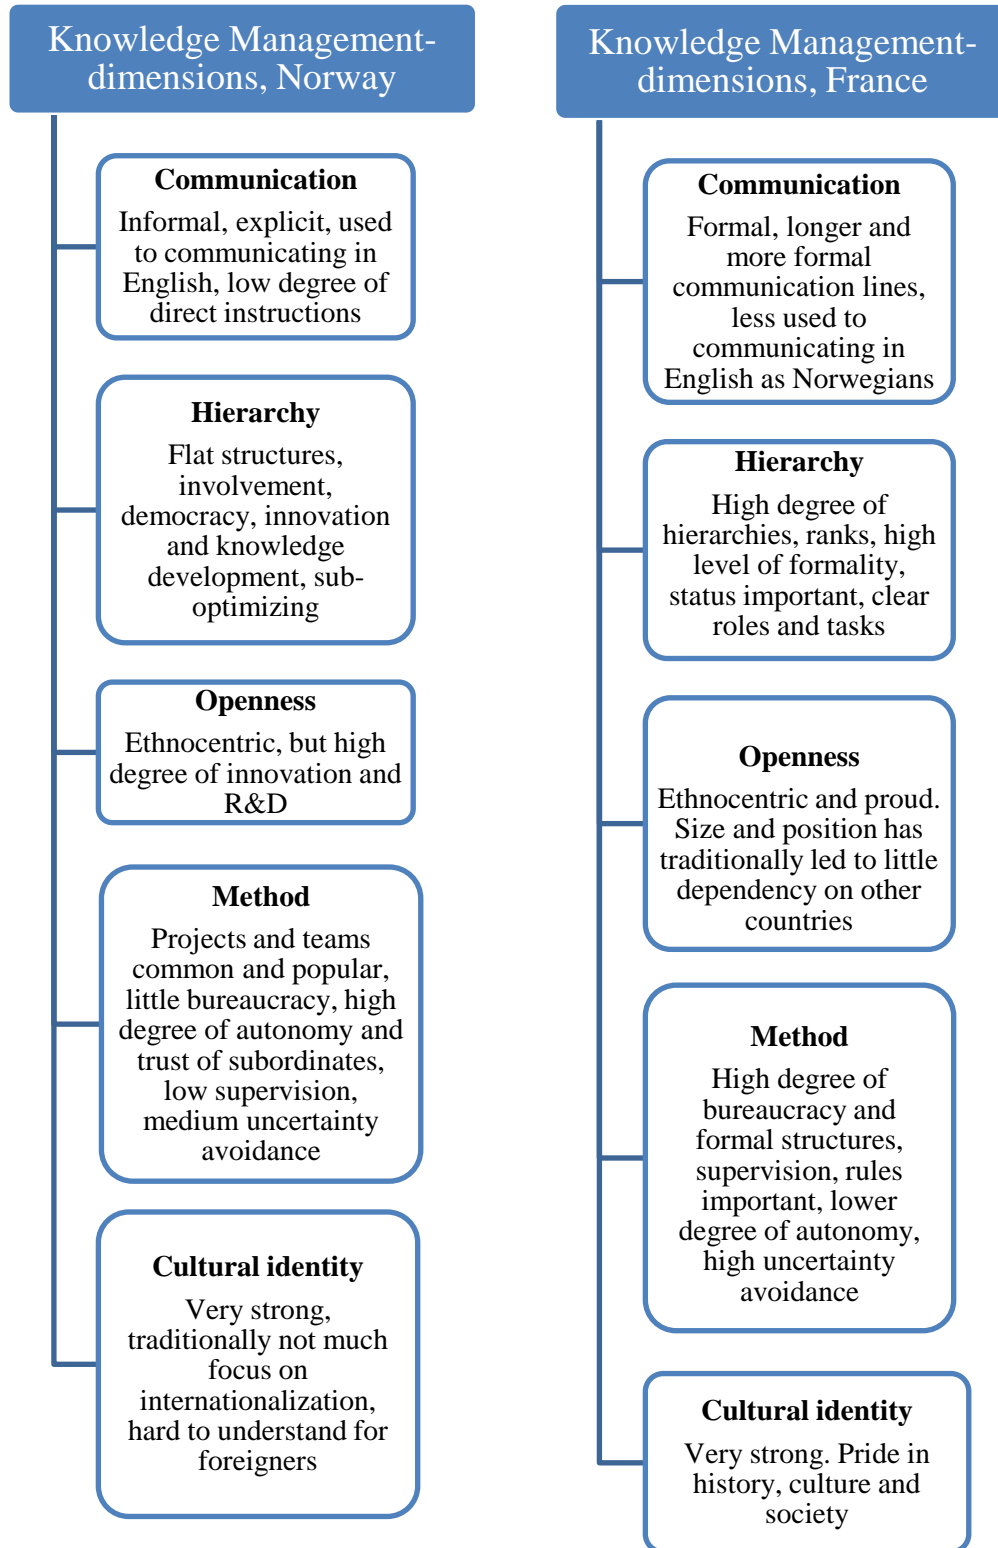 Knowledge Management-
dimensions, Norway
Communication
Informal, explicit, used
to communicating in
English, low degree of
direct instructions
Hierarchy
Flat structures,
involvement,
democracy, innovation
and knowledge
development, sub-
optimizing
Openness
Ethnocentric, but high
degree of innovation and
R&D
Method
Projects and teams
common and popular,
little bureaucracy, high
degree of autonomy and
trust of subordinates,
low supervision,
medium uncertainty
avoidance
Cultural identity
Very strong,
traditionally not much
focus on
internationalization,
hard to understand for
foreigners
Knowledge Management-
dimensions, France
Communication
Formal, longer and
more formal
communication lines,
less used to
communicating in
English as Norwegians
Hierarchy
High degree of
hierarchies, ranks, high
level of formality,
status important, clear
roles and tasks
Openness
Ethnocentric and proud.
Size and position has
traditionally led to little
dependency on other
countries
Method
High degree of
bureaucracy and
formal structures,
supervision, rules
important, lower
degree of autonomy,
high uncertainty
avoidance
Cultural identity
Very strong. Pride in
history, culture and
society